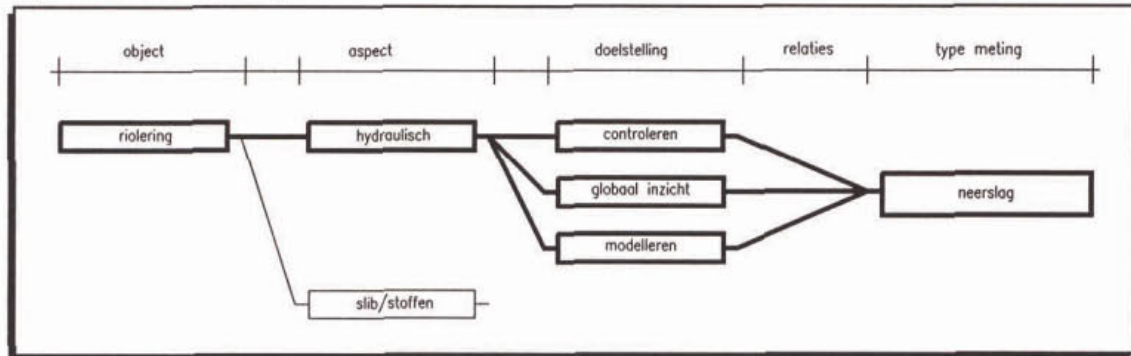 object aspect doelstelling relaties type meting
riolering hydraulisch controleren
globaal inzicht neerslag
modelleren
slib/stoffen